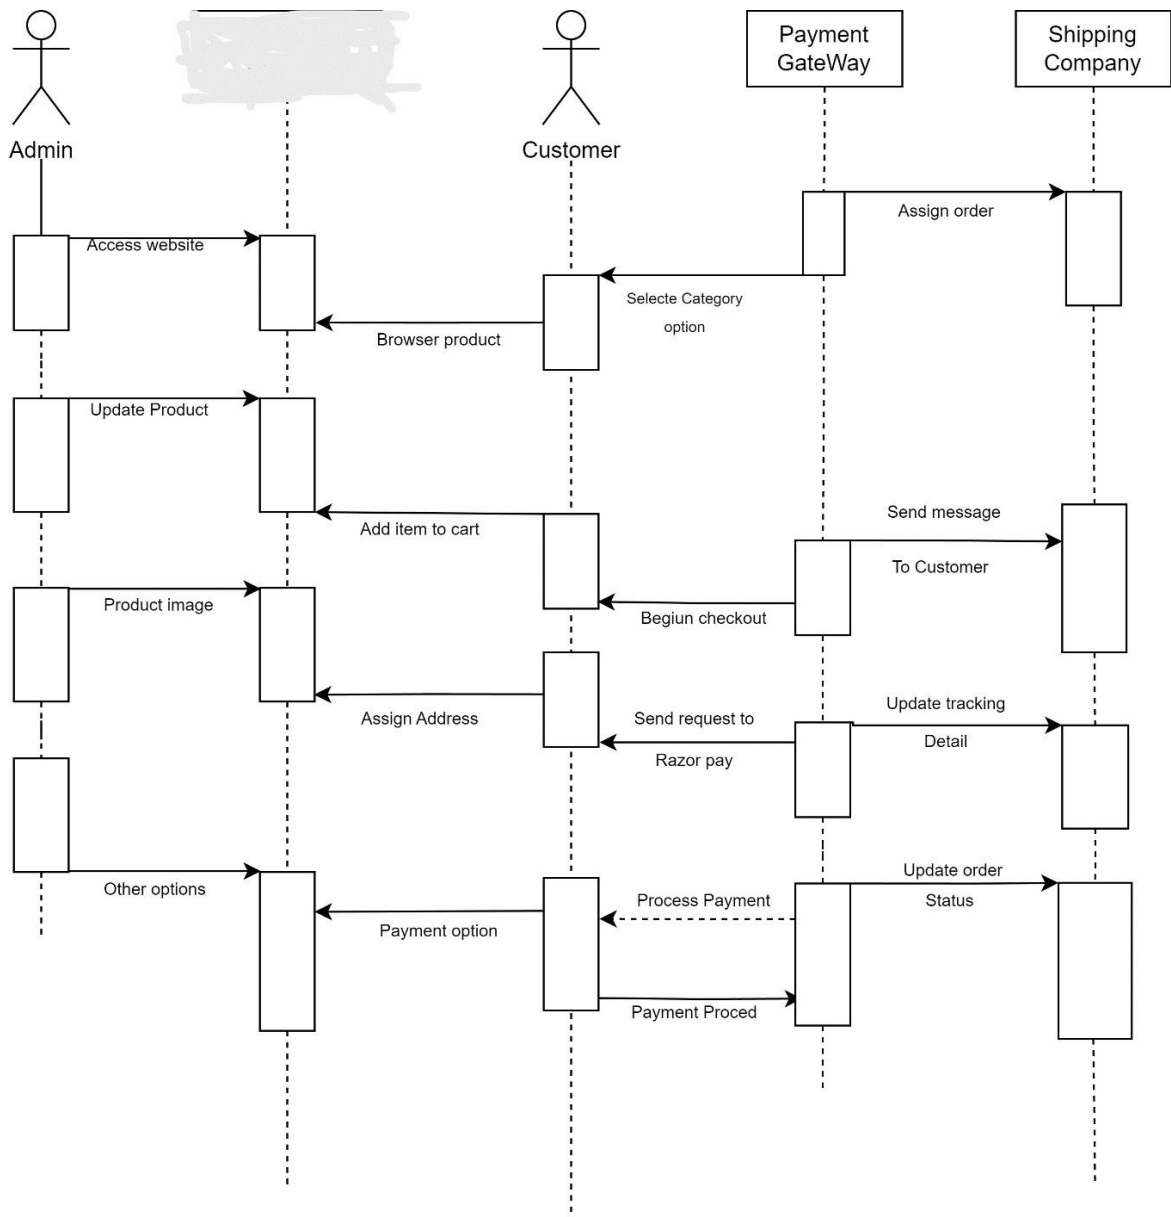 Payment
GateWay
Shipping
Company
Admin
Customer
Assign order
Access website
Selecte Category
option
Browser product
Update Product
Add item to cart
Send message
To Customer
Product image
Begiun checkout
Assign Address
Send request to
Razor pay
Update tracking
Detail
Other options
Payment option
Process Payment
Update order
Status
Payment Proced